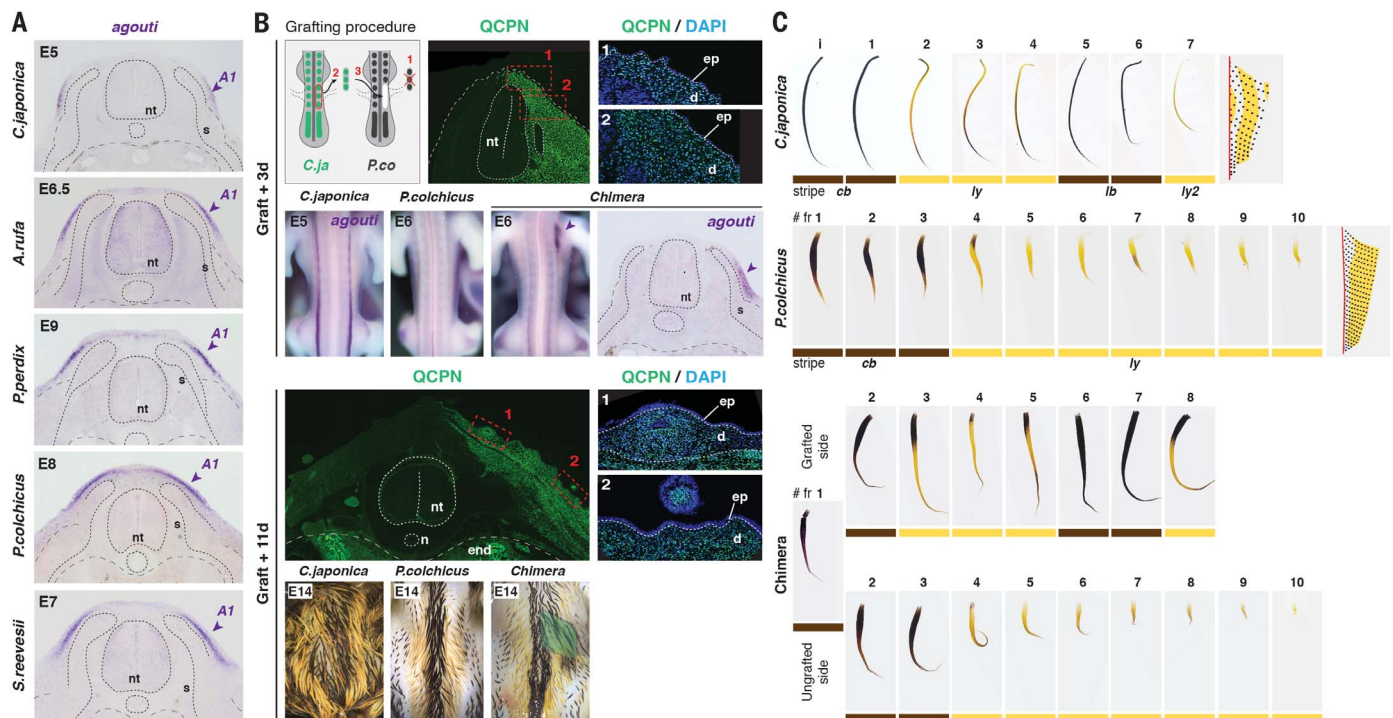 A
agouti
E5
A1
nt
s
C.japonica
E6.5
A1
nt
s
A.rufa
E9
A1
s
nt
P.perdix
E8
A1
s
nt
P.colchicus
E7
A1
nt
s
S.reevesii
B
Graft + 3d
Grafting procedure
1
2
3
C.ja
P.co
QCPN
1
2
nt
QCPN / DAPI
1
ep
d
2
ep
d
C.japonica
P.colchicus
Chimera
E5
agouti
E6
E6
agouti
nt
s
Graft + 11d
QCPN
1
2
nt
n
end
QCPN / DAPI
1
ep
d
2
ep
d
C.japonica
P.colchicus
Chimera
E14
E14
E14
C
C.japonica
i 1 2 3 4 5 6 7
stripe cb ly lb ly2
P.colchicus
# fr 1 2 3 4 5 6 7 8 9 10
stripe cb ly
Chimera
Grafted
side
2 3 4 5 6 7 8
# fr 1
Ungrafted
side
2 3 4 5 6 7 8 9 10